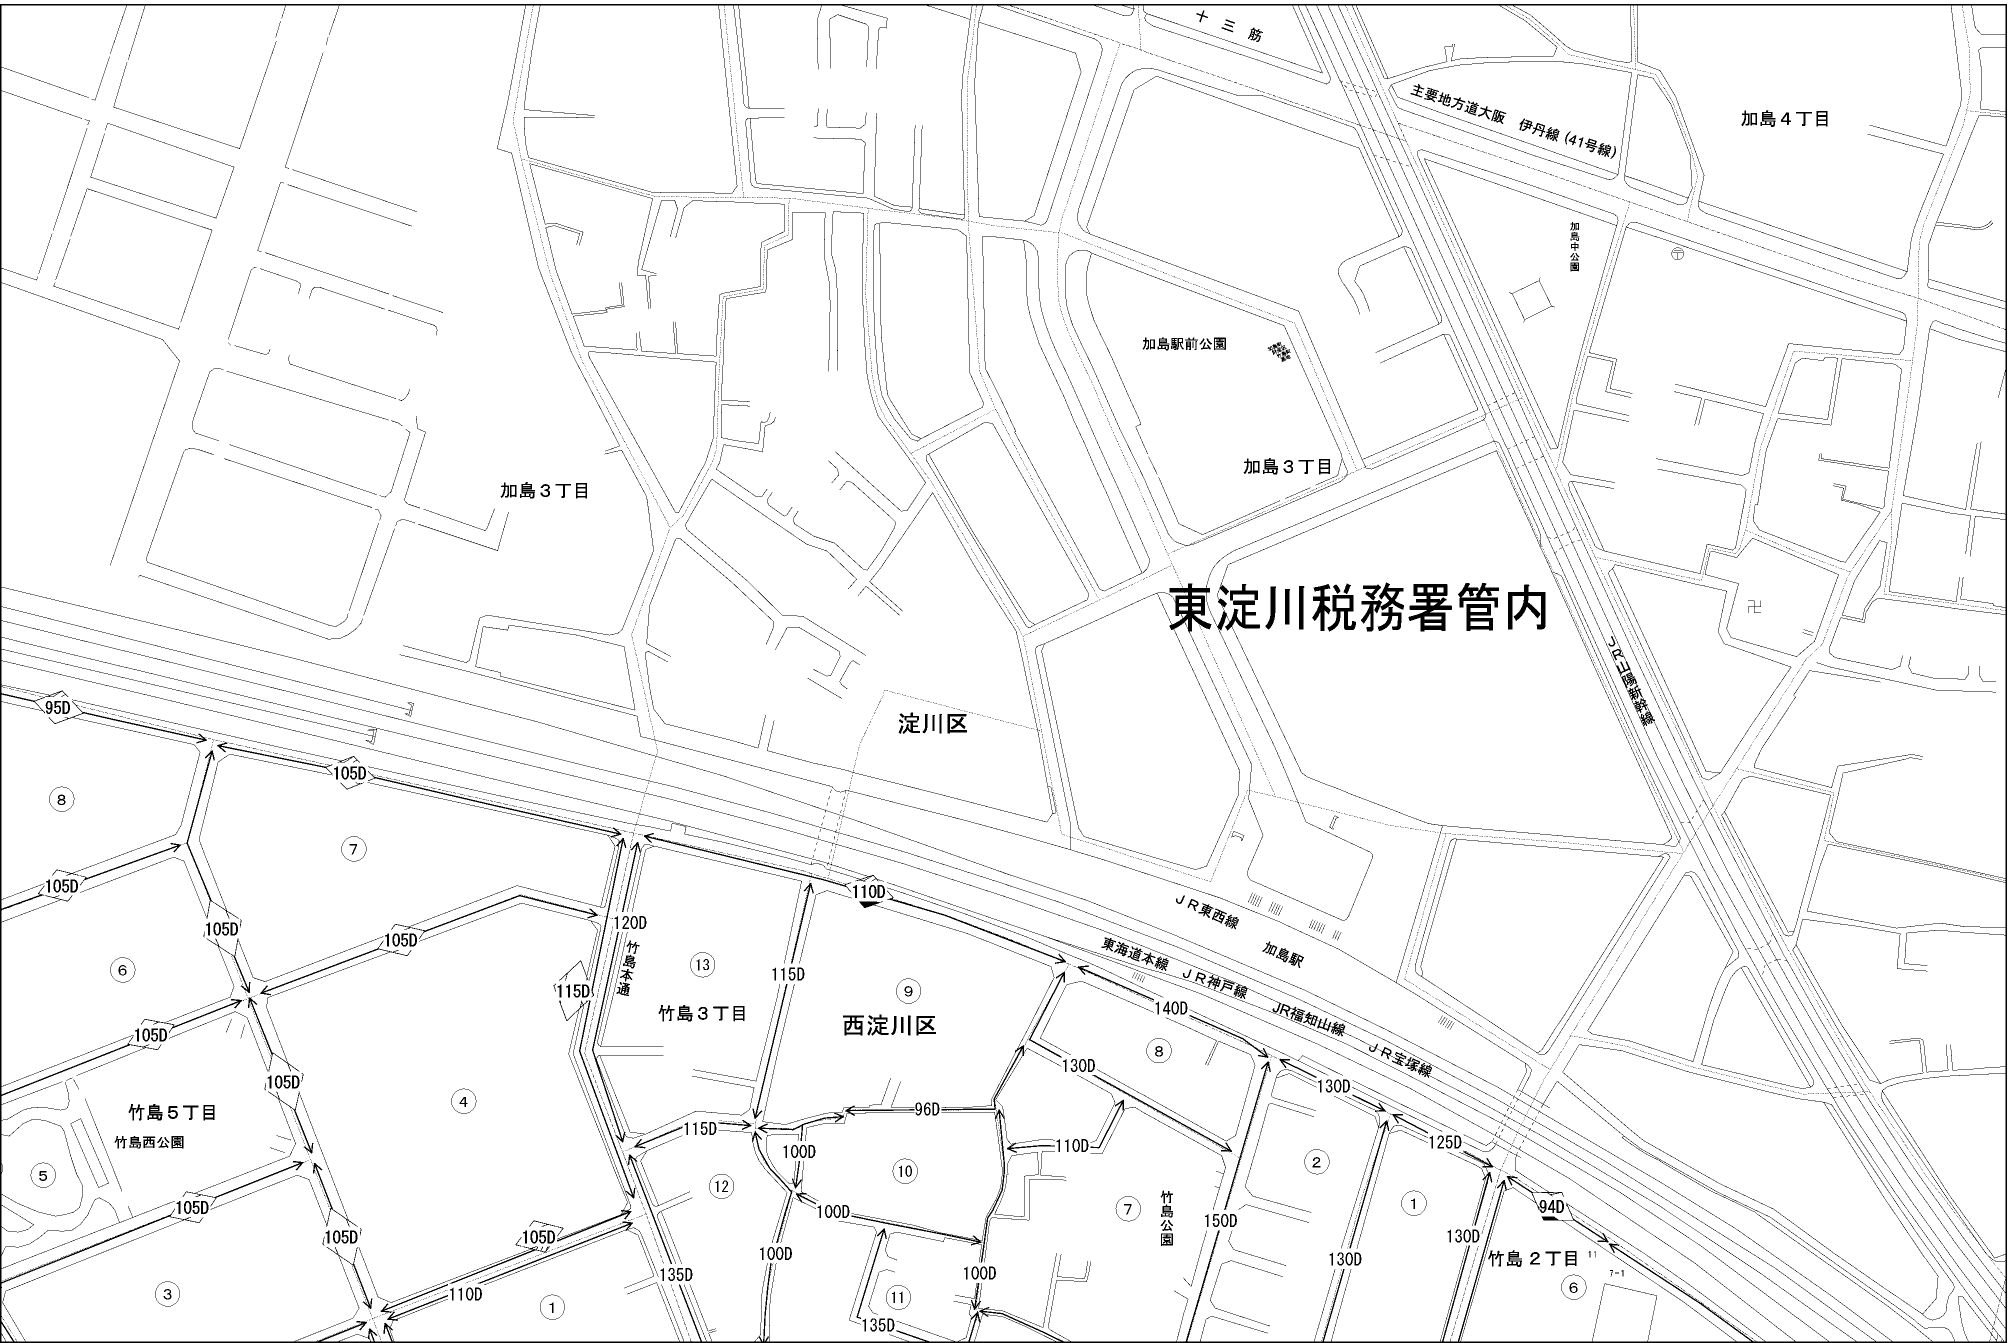 十三筋
主要地方道大阪　伊丹線 (41号線)
加島４丁目
加島中公園
〒
加島駅前公園
加島３丁目
加島３丁目
東淀川税務署管内
卍
ＪＲ山陽新幹線
淀川区
95D
105D
⑧
⑦
105D
110D
105D
120D
105D
105D
竹島本通
115D
⑥
⑬
115D
⑨
竹島３丁目
西淀川区
105D
ＪＲ東西線
加島駅
東海道本線
ＪＲ神戸線
JR福知山線
ＪＲ宝塚線
140D
⑧
130D
130D
105D
④
竹島５丁目
竹島西公園
96D
115D
110D
125D
100D
⑤
⑩
⑫
②
①
⑦
竹島公園
105D
100D
150D
94D
105D
105D
100D
130D
130D
竹島２丁目
11
7-1
⑥
135D
100D
③
110D
①
⑪
135D